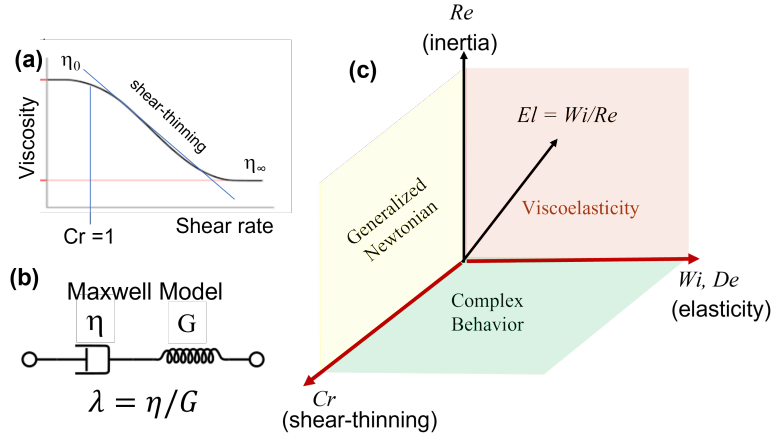 (a)
η₀
shear-thinning
η∞
Viscosity
Shear rate
Cr =1
(b)
Maxwell Model
η
G
λ = η/G
(c)
Re
(inertia)
El = Wi/Re
Generalized
Newtonian
Viscoelasticity
Complex
Behavior
Wi, De
(elasticity)
Cr
(shear-thinning)